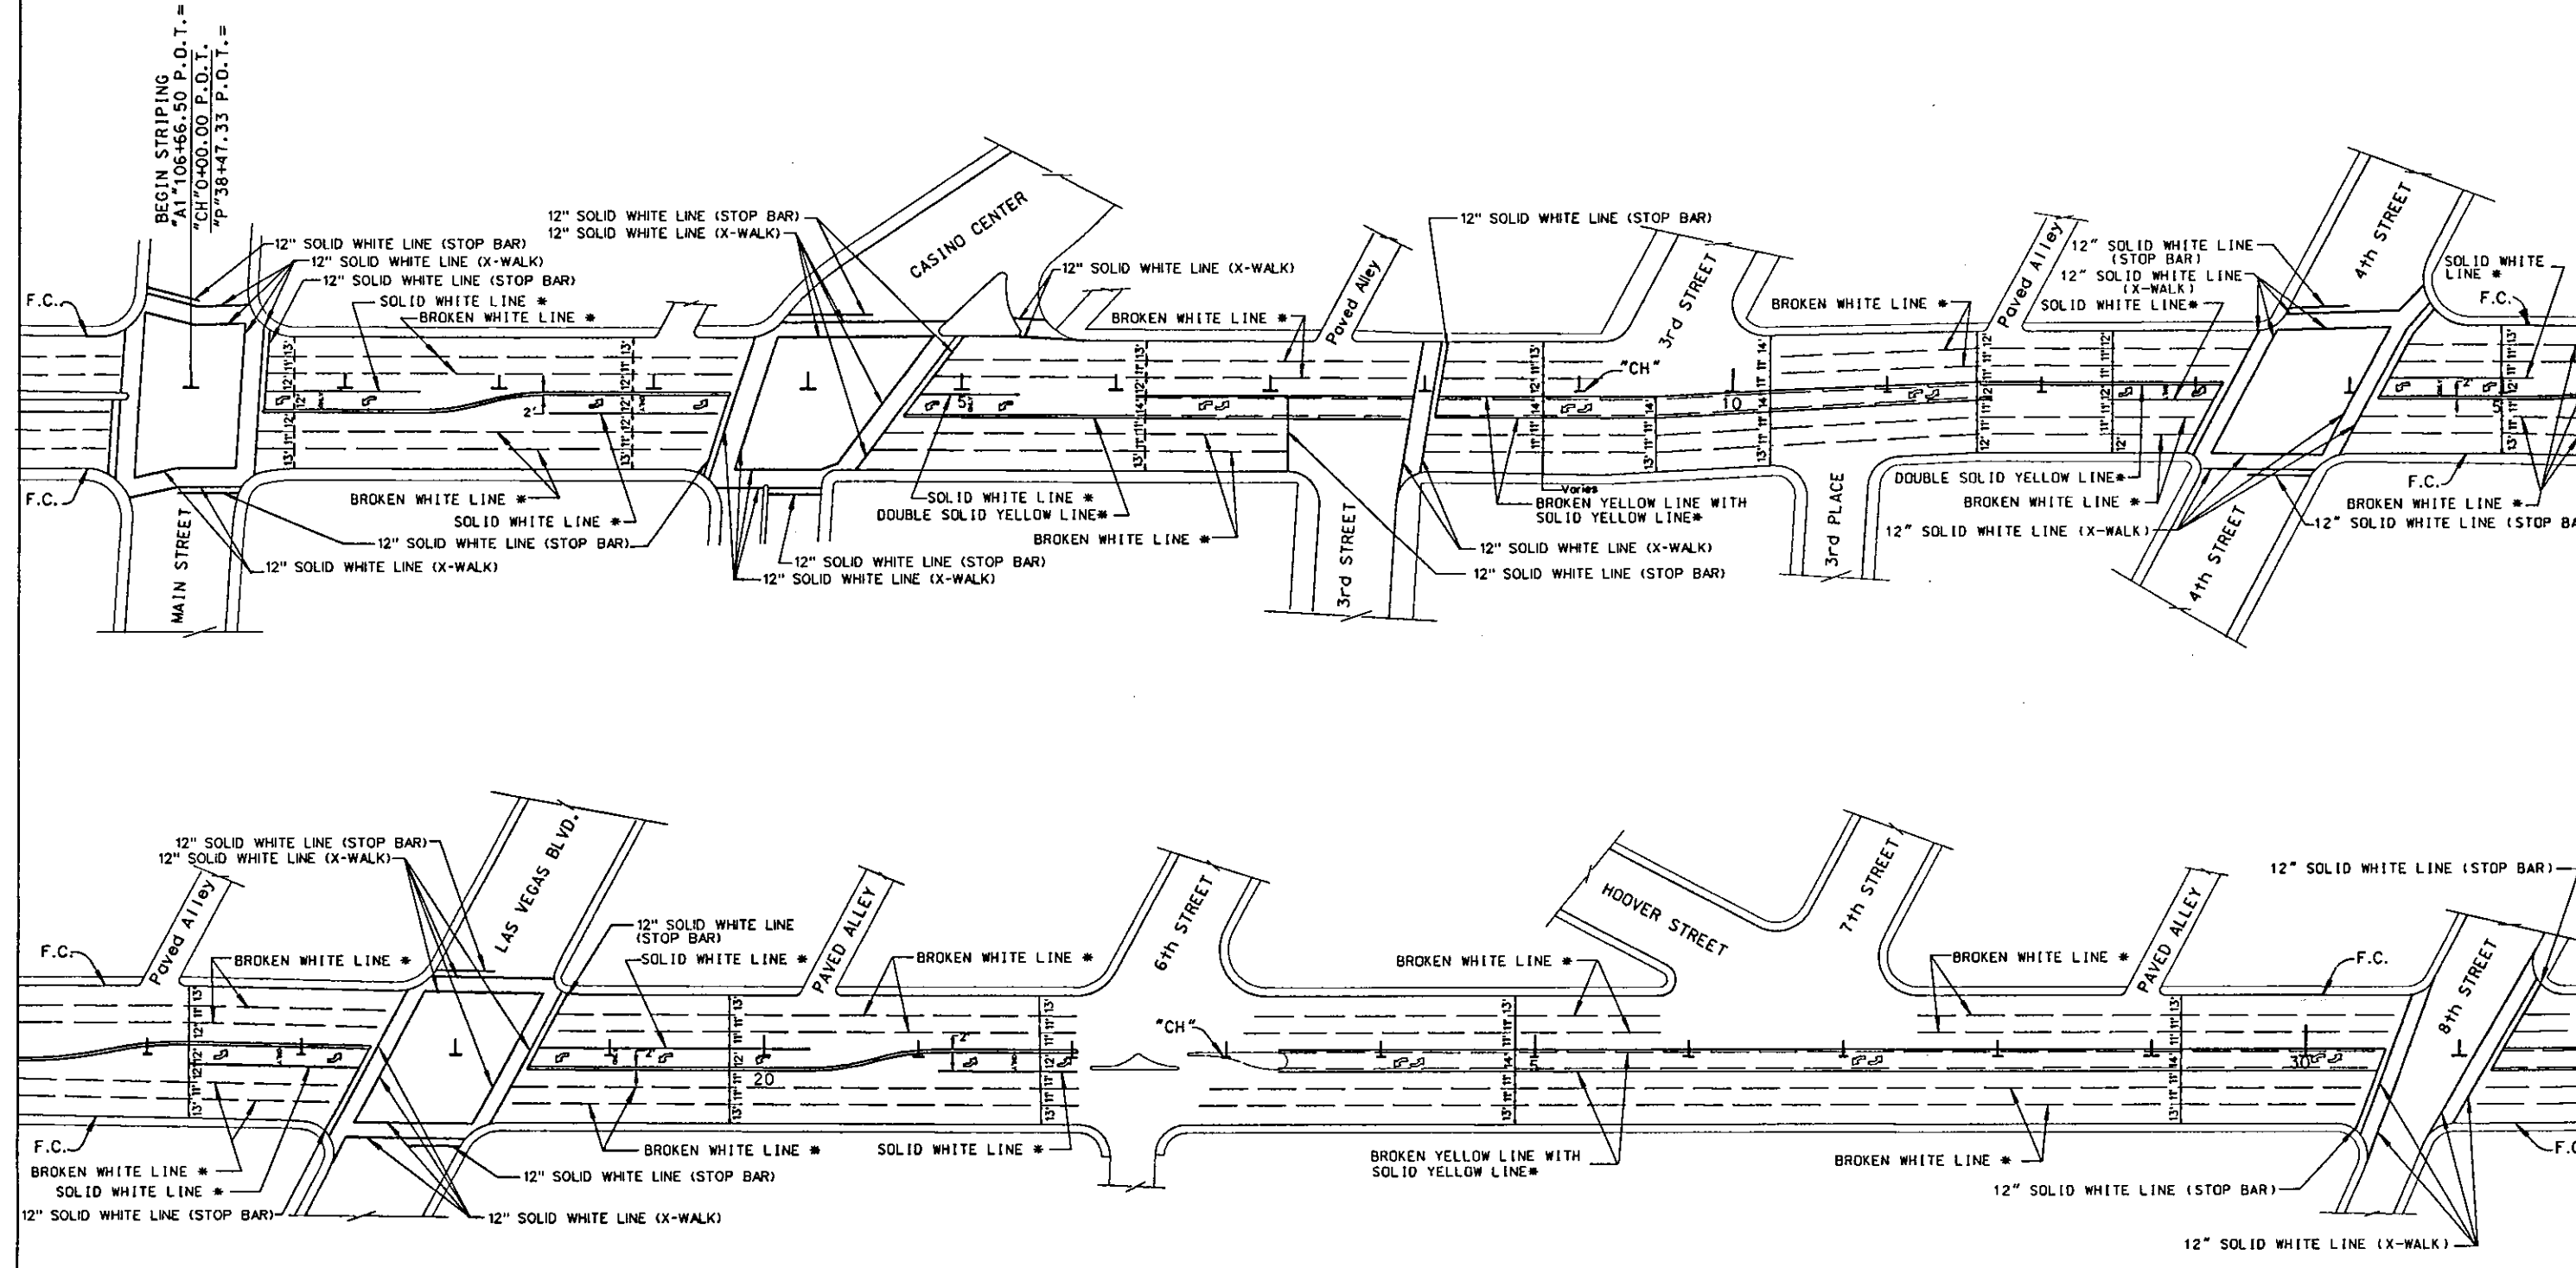 BEGIN STRIPING
"A1"106+66.50 P.O.T.=
"CH"0+00.00 P.O.T.
"P"38+47.33 P.O.T.=
12" SOLID WHITE LINE (STOP BAR)
12" SOLID WHITE LINE (X-WALK)
12" SOLID WHITE LINE (STOP BAR)
SOLID WHITE LINE *
BROKEN WHITE LINE *
12" SOLID WHITE LINE (STOP BAR)
12" SOLID WHITE LINE (X-WALK)
CASINO CENTER
12" SOLID WHITE LINE (X-WALK)
BROKEN WHITE LINE *
Paved Alley
12" SOLID WHITE LINE (STOP BAR)
"CH"
3rd STREET
BROKEN WHITE LINE *
Paved Alley
12" SOLID WHITE LINE
(STOP BAR)
12" SOLID WHITE LINE
(X-WALK)
SOLID WHITE LINE*
4th STREET
SOLID WHITE
LINE *
F.C.
F.C.
F.C.
13' 11' 12' 12'
12' 11' 13'
2'
5
10
Varies
MAIN STREET
BROKEN WHITE LINE *
SOLID WHITE LINE *
12" SOLID WHITE LINE (STOP BAR)
12" SOLID WHITE LINE (X-WALK)
12" SOLID WHITE LINE (STOP BAR)
12" SOLID WHITE LINE (X-WALK)
SOLID WHITE LINE *
DOUBLE SOLID YELLOW LINE*
BROKEN WHITE LINE *
3rd STREET
BROKEN YELLOW LINE WITH
SOLID YELLOW LINE*
12" SOLID WHITE LINE (X-WALK)
12" SOLID WHITE LINE (STOP BAR)
3rd PLACE
DOUBLE SOLID YELLOW LINE*
BROKEN WHITE LINE *
12" SOLID WHITE LINE (X-WALK)
4th STREET
F.C.
BROKEN WHITE LINE *
12" SOLID WHITE LINE (STOP BA
12" SOLID WHITE LINE (STOP BAR)
12" SOLID WHITE LINE (X-WALK)
Paved Alley
F.C.
BROKEN WHITE LINE *
LAS VEGAS BLVD.
12" SOLID WHITE LINE
(STOP BAR)
SOLID WHITE LINE *
PAVED ALLEY
BROKEN WHITE LINE *
6th STREET
"CH"
BROKEN WHITE LINE *
HOOVER STREET
7th STREET
BROKEN WHITE LINE *
PAVED ALLEY
12" SOLID WHITE LINE (STOP BAR)
F.C.
8th STREET
2'
2'
20
5
30
F.C.
BROKEN WHITE LINE *
SOLID WHITE LINE *
12" SOLID WHITE LINE (STOP BAR)
BROKEN WHITE LINE *
12" SOLID WHITE LINE (STOP BAR)
12" SOLID WHITE LINE (X-WALK)
SOLID WHITE LINE *
BROKEN YELLOW LINE WITH
SOLID YELLOW LINE*
BROKEN WHITE LINE *
12" SOLID WHITE LINE (STOP BAR)
12" SOLID WHITE LINE (X-WALK)
F.C